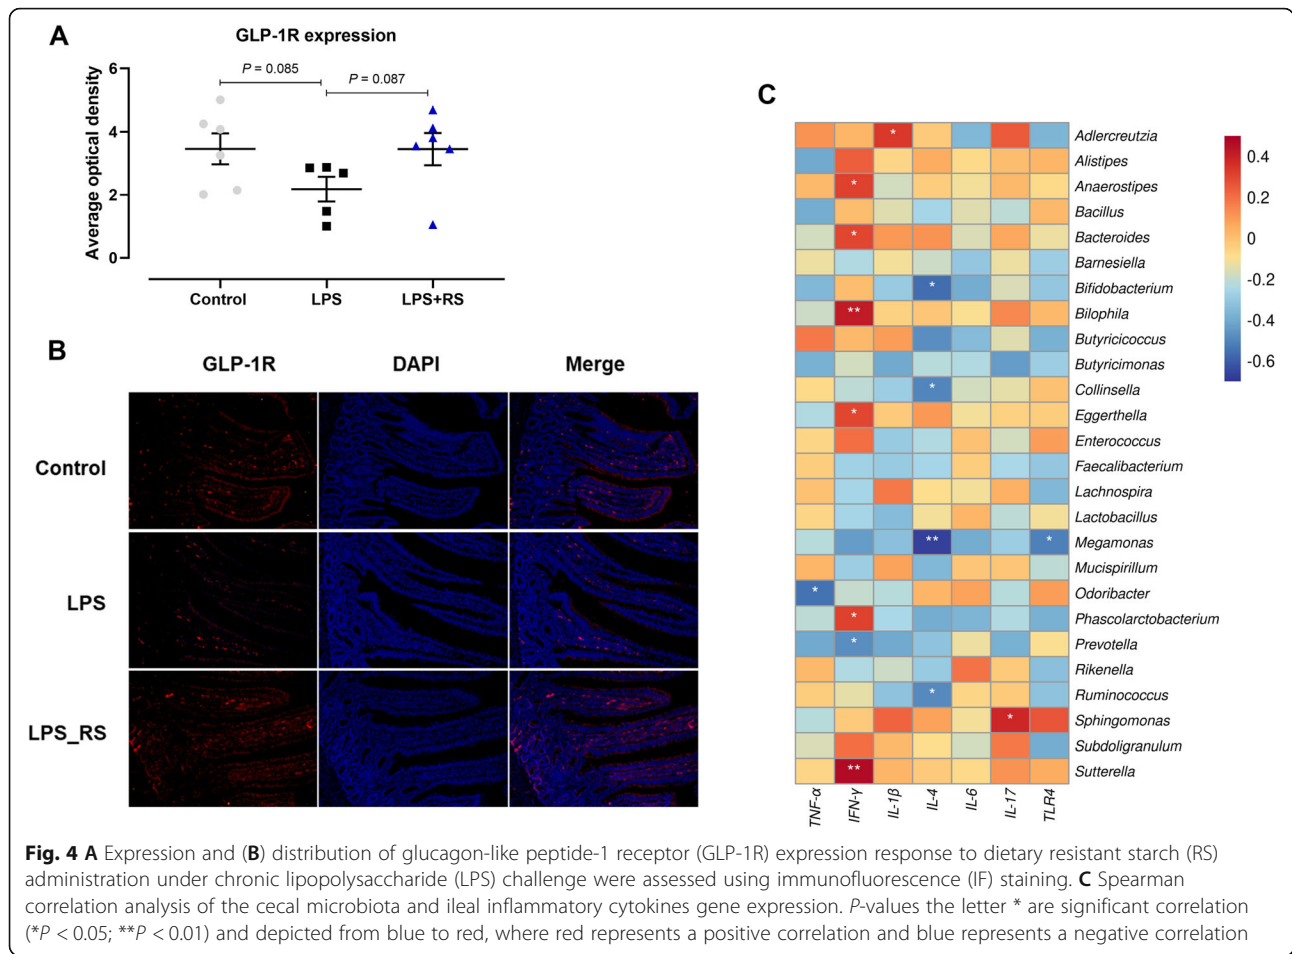 A
GLP-1R expression
Average optical density
6
4
2
0
P = 0.085
P = 0.087
Control
LPS
LPS+RS
B
GLP-1R
DAPI
Merge
Control
LPS
LPS_RS
C
*
Adlercreutzia
Alistipes
*
Anaerostipes
Bacillus
*
Bacteroides
Barnesiella
*
Bifidobacterium
**
Bilophila
Butyricicoccus
Butyricimonas
*
Collinsella
*
Eggerthella
Enterococcus
Faecalibacterium
Lachnospira
Lactobacillus
** *
Megamonas
Mucispirillum
*
Odoribacter
*
Phascolarctobacterium
*
Prevotella
Rikenella
*
Ruminococcus
*
Sphingomonas
Subdoligranulum
**
Sutterella
TNF-α
IFN-γ
IL-1β
IL-4
IL-6
IL-17
TLR4
0.4
0.2
0
-0.2
-0.4
-0.6
Fig. 4 A Expression and (B) distribution of glucagon-like peptide-1 receptor (GLP-1R) expression response to dietary resistant starch (RS)
administration under chronic lipopolysaccharide (LPS) challenge were assessed using immunofluorescence (IF) staining. C Spearman
correlation analysis of the cecal microbiota and ileal inflammatory cytokines gene expression. P-values the letter * are significant correlation
(*P < 0.05; **P < 0.01) and depicted from blue to red, where red represents a positive correlation and blue represents a negative correlation